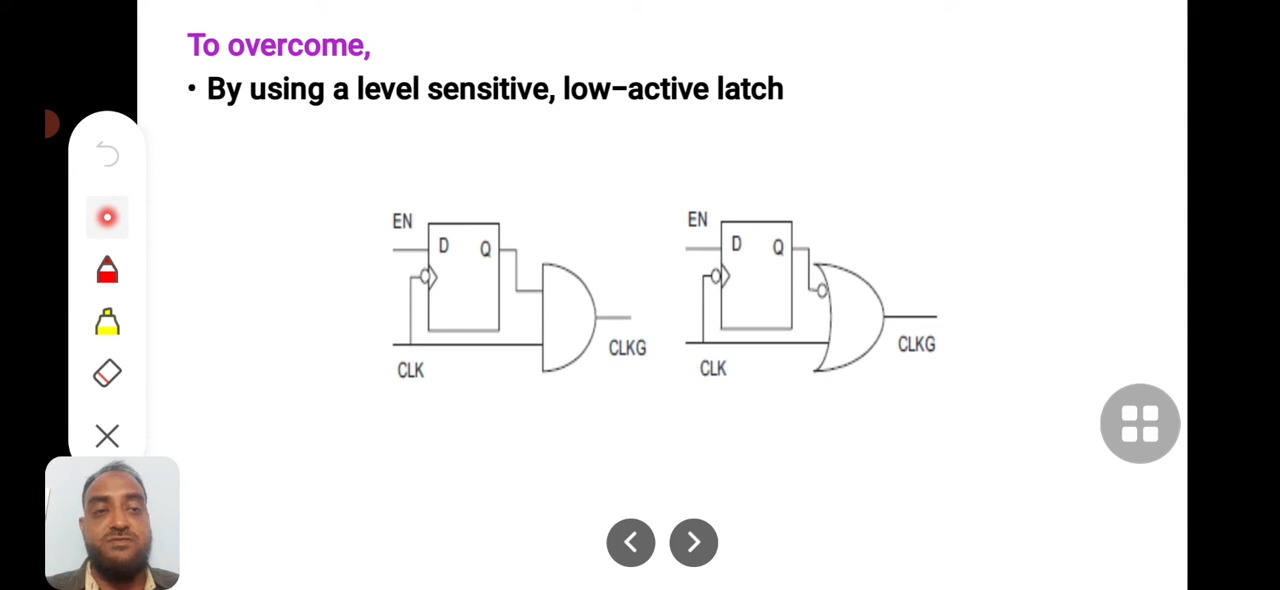 To overcome,
• By using a level sensitive, low-active latch
EN
D Q
CLK
CLKG
EN
D Q
CLK
CLKG